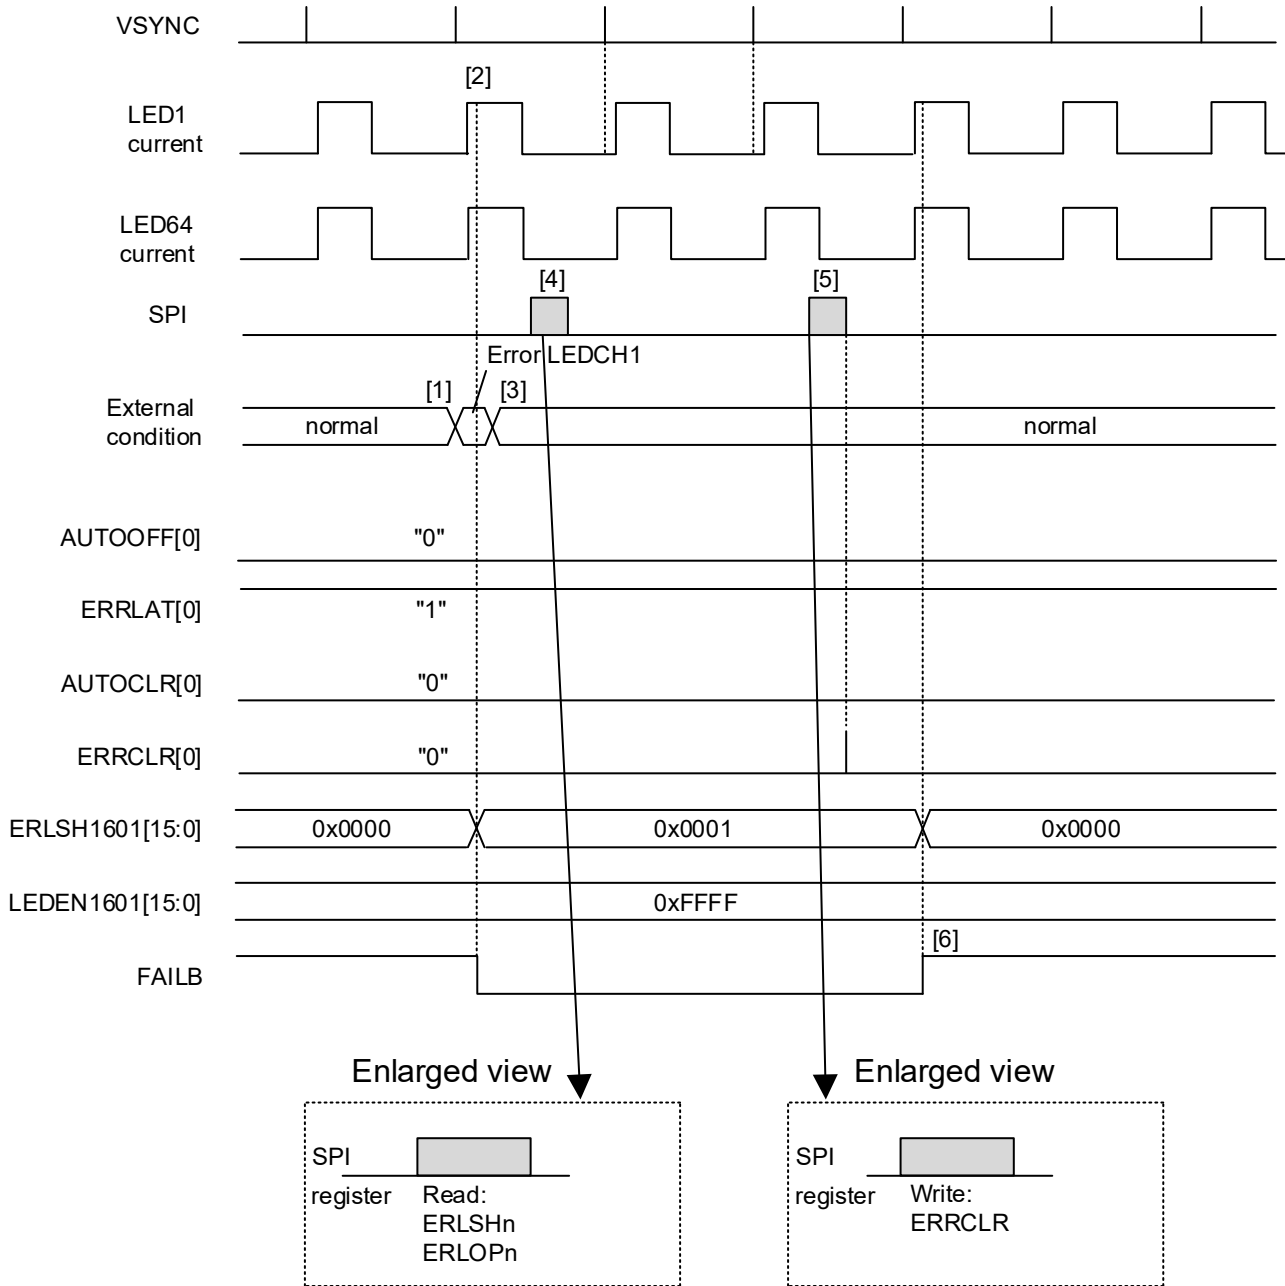 VSYNC
[2]
LED1
current
LED64
current
[4]
[5]
SPI
Error LEDCH1
[1]
[3]
External
condition
normal
normal
AUTOOFF[0]
"0"
ERRLAT[0]
"1"
AUTOCLR[0]
"0"
ERRCLR[0]
"0"
ERLSH1601[15:0]
0x0000
0x0001
0x0000
LEDEN1601[15:0]
0xFFFF
[6]
FAILB
Enlarged view
Enlarged view
SPI
register
Read:
ERLSHn
ERLOPn
SPI
register
Write:
ERRCLR